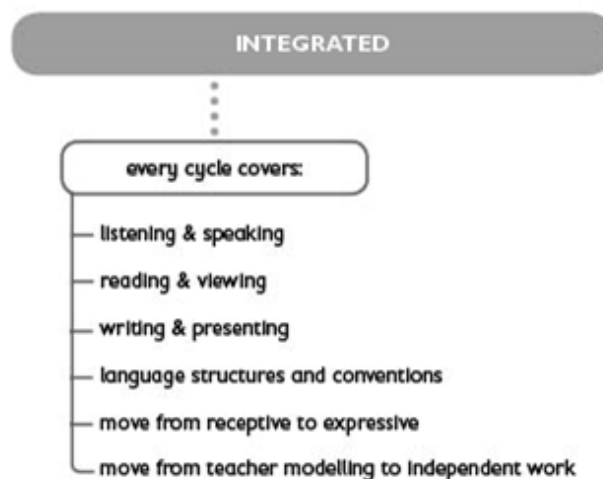 INTEGRATED
every cycle covers:
listening & speaking
reading & viewing
writing & presenting
language structures and conventions
move from receptive to expressive
move from teacher modelling to independent work